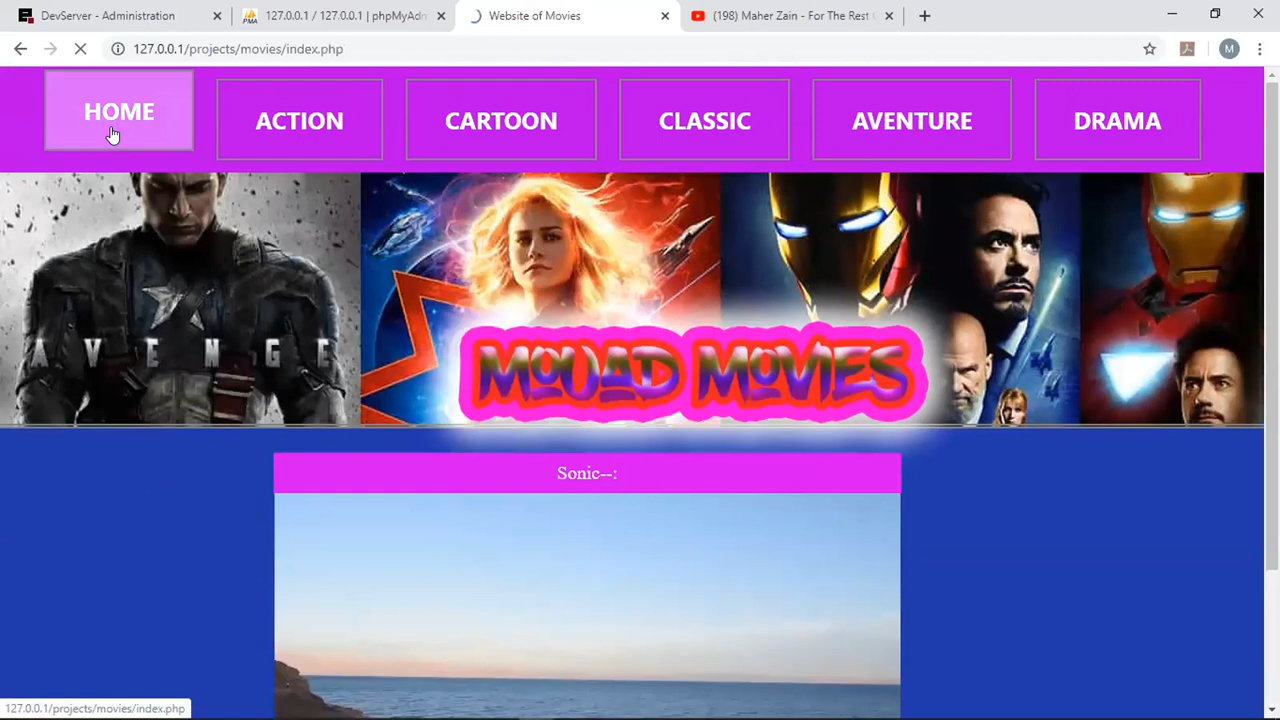 DevServer - Administration
127.0.0.1 / 127.0.0.1 | phpMyAdm
Website of Movies
(198) Maher Zain - For The Rest O
127.0.0.1/projects/movies/index.php
M
HOME
ACTION
CARTOON
CLASSIC
AVENTURE
DRAMA
AVENGE
MOUAD MOVIES
Sonic--:
127.0.0.1/projects/movies/index.php